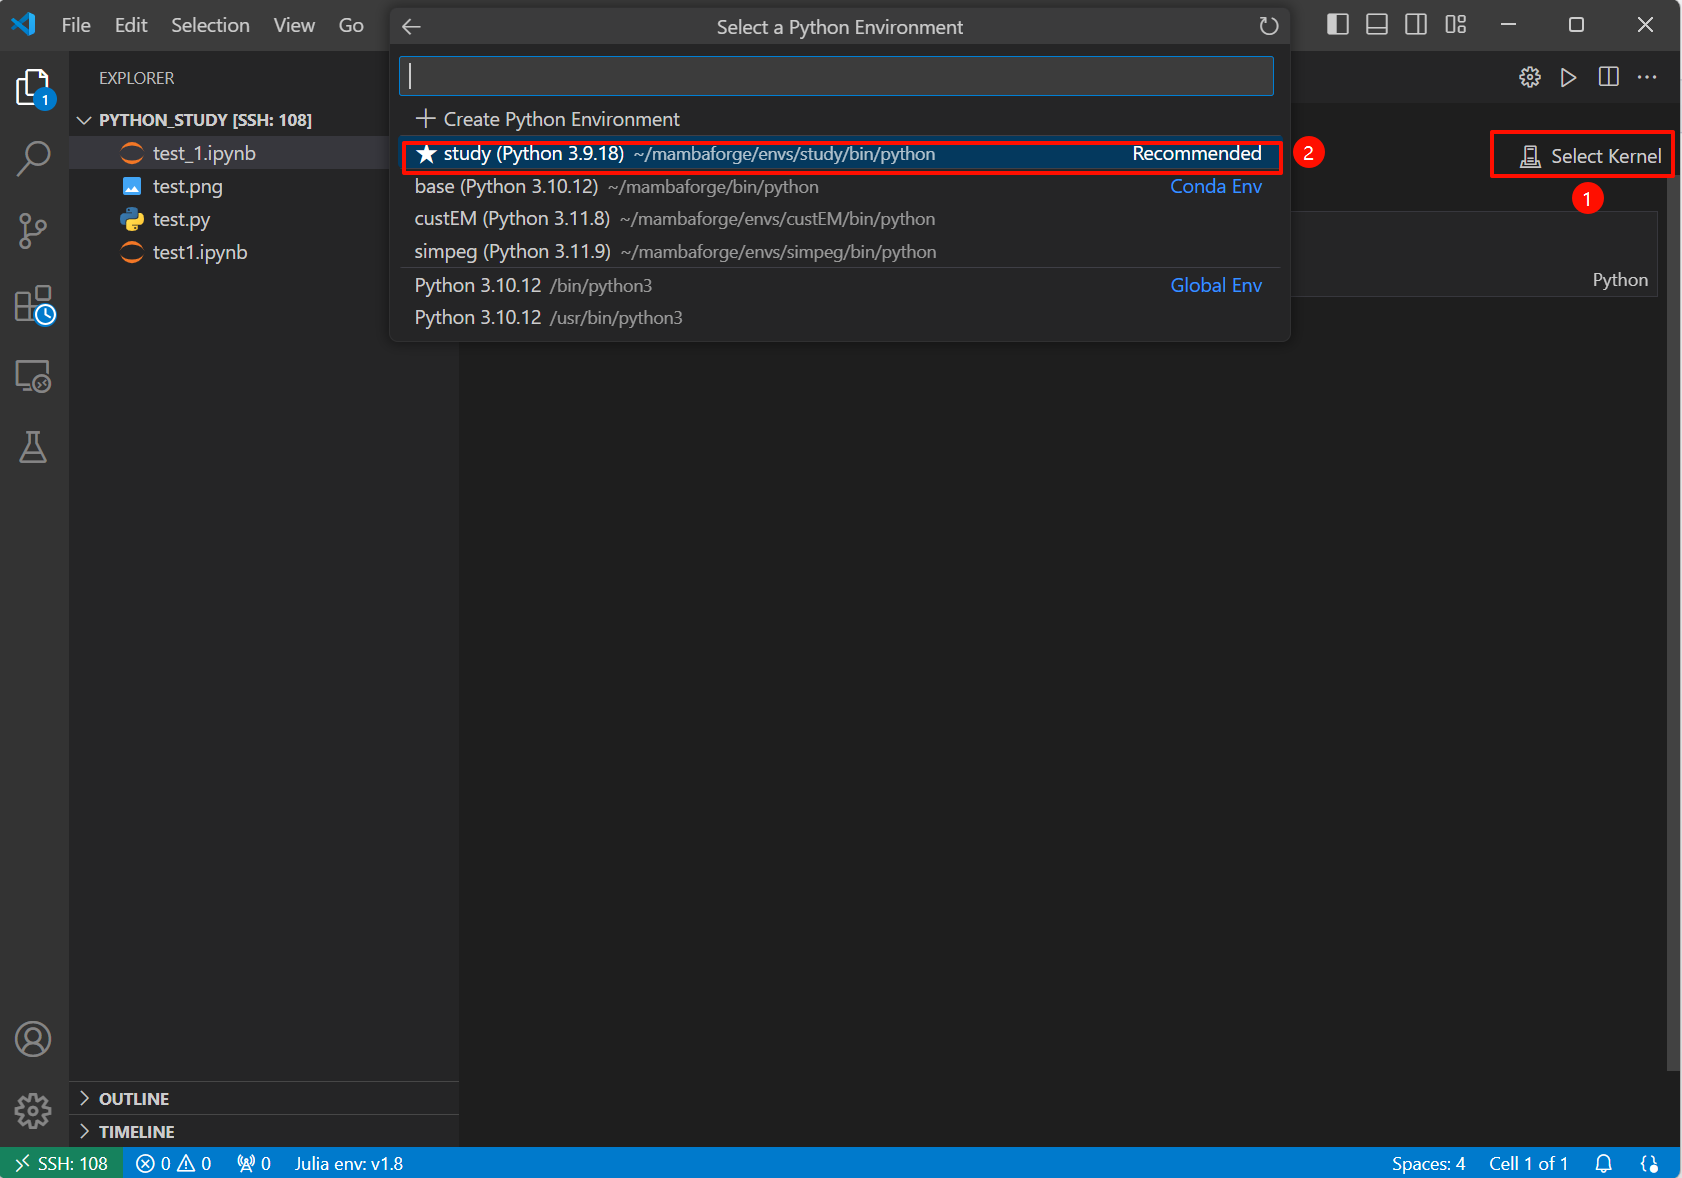 File Edit Selection View Go
Select a Python Environment
EXPLORER
1
PYTHON_STUDY [SSH: 108]
test_1.ipynb
test.png
test.py
test1.ipynb
Create Python Environment
study (Python 3.9.18) ~/mambaforge/envs/study/bin/python Recommended
2
base (Python 3.10.12) ~/mambaforge/bin/python Conda Env
custEM (Python 3.11.8) ~/mambaforge/envs/custEM/bin/python
simpeg (Python 3.11.9) ~/mambaforge/envs/simpeg/bin/python
Python 3.10.12 /bin/python3 Global Env
Python 3.10.12 /usr/bin/python3
Select Kernel
1
Python
OUTLINE
TIMELINE
SSH: 108 0 0 0 Julia env: v1.8 Spaces: 4 Cell 1 of 1